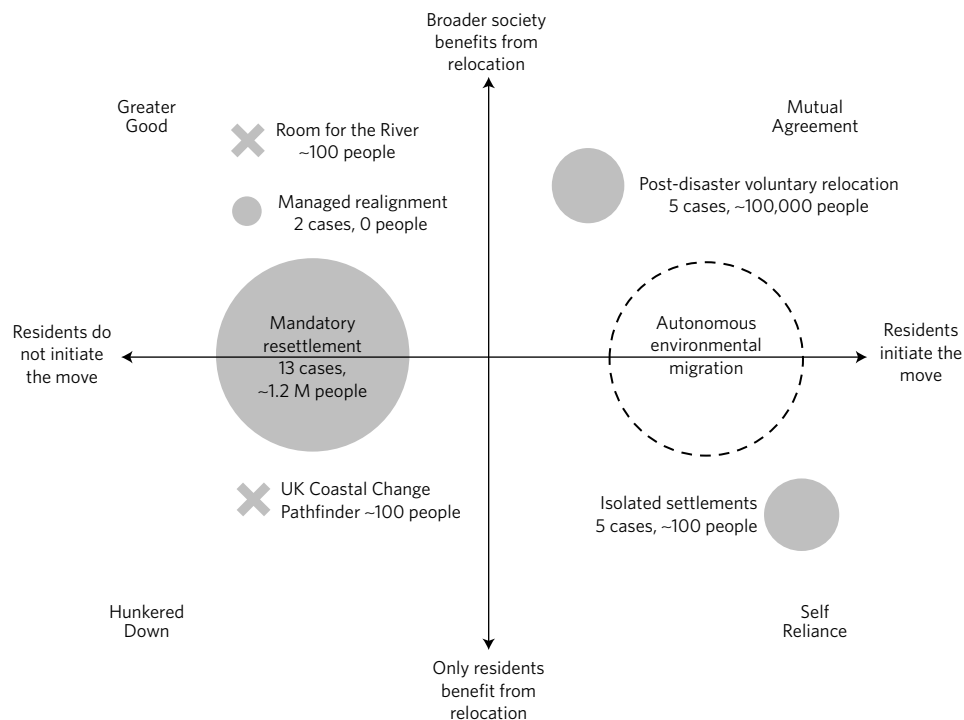 Broader society
benefits from
relocation
Greater
Good
Mutual
Agreement
Room for the River
~100 people
Managed realignment
2 cases, 0 people
Post-disaster voluntary relocation
5 cases, ~100,000 people
Residents do
not initiate
the move
Mandatory
resettlement
13 cases,
~1.2 M people
Autonomous
environmental
migration
Residents
initiate the
move
UK Coastal Change
Pathfinder ~100 people
Isolated settlements
5 cases, ~100 people
Hunkered
Down
Self
Reliance
Only residents
benefit from
relocation